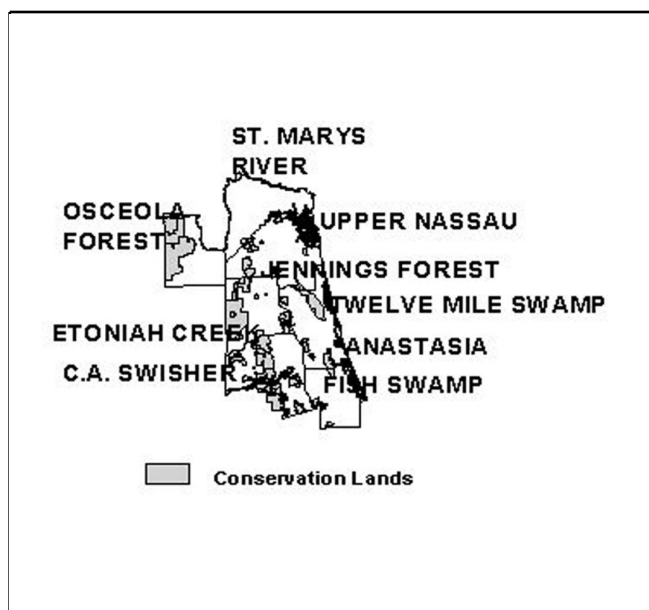 ST. MARYS
RIVER
OSCEOLA
FOREST
UPPER NASSAU
JENNINGS FOREST
TWELVE MILE SWAMP
ETONIAH CREEK
ANASTASIA
C.A. SWISHER
FISH SWAMP
Conservation Lands